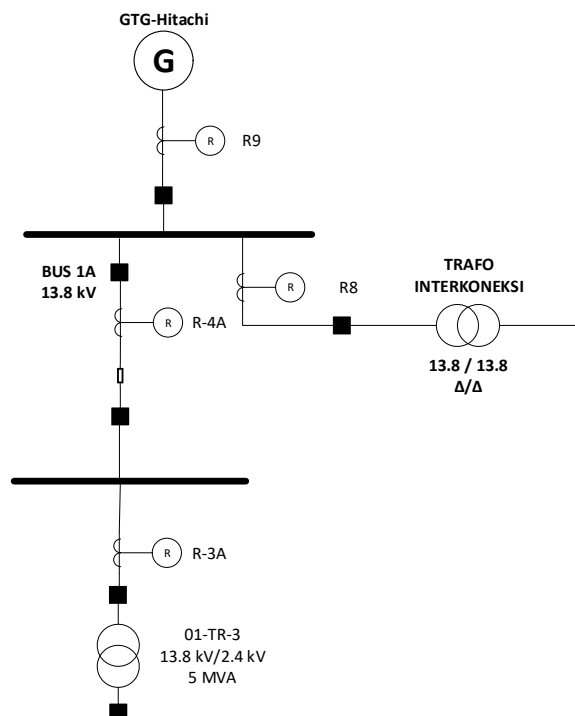 GTG-Hitachi
G
R
R9
BUS 1A
13.8 kV
R
R8
TRAFO
INTERKONEKSI
R
R-4A
13.8 / 13.8
Δ/Δ
R
R-3A
01-TR-3
13.8 kV/2.4 kV
5 MVA